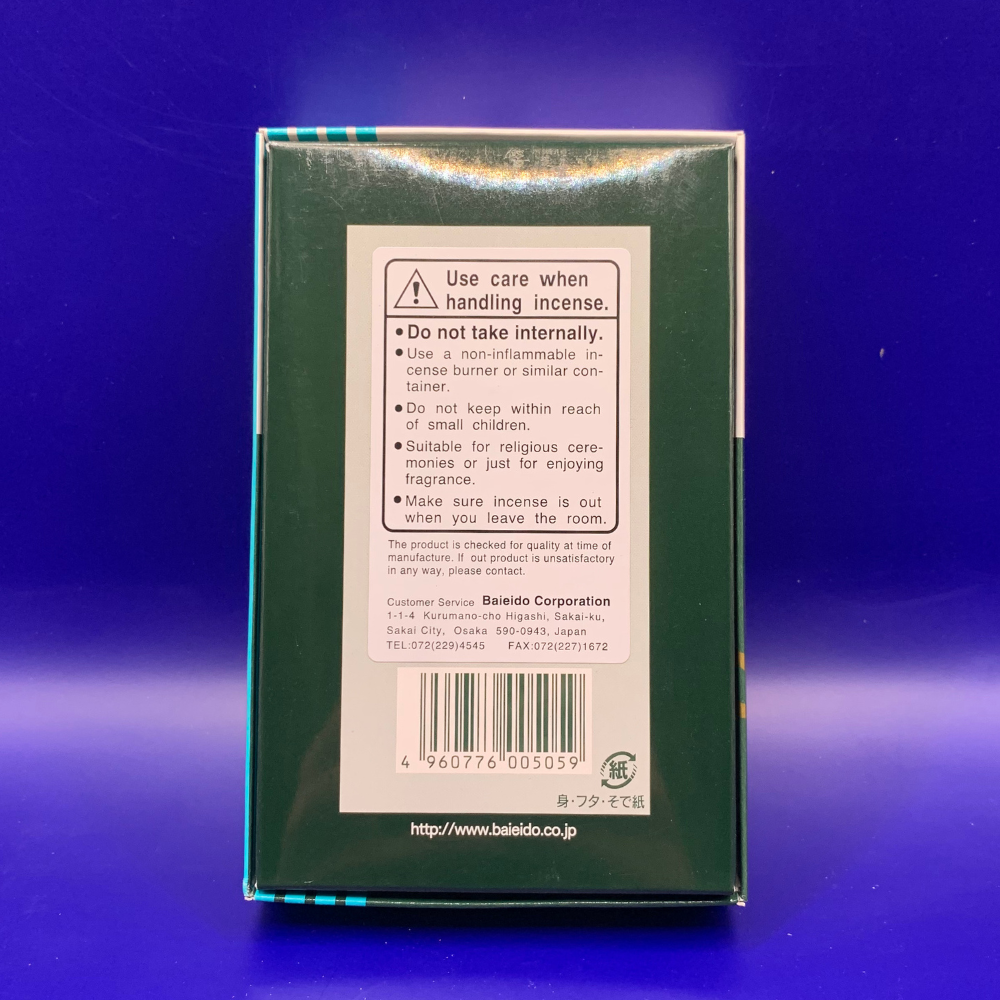 Use care when
handling incense.
●Do not take internally.
●Use a non-inflammable in-
cense burner or similar con-
tainer.
●Do not keep within reach
of small children.
●Suitable for religious cere-
monies or just for enjoying
fragrance.
●Make sure incense is out
when you leave the room.
The product is checked for quality at time of
manufacture. If out product is unsatisfactory
in any way, please contact.
Customer Service Baieido Corporation
1-1-4 Kurumano-cho Higashi, Sakai-ku,
Sakai City, Osaka 590-0943, Japan
TEL:072(229)4545 FAX:072(227)1672
4 960776 005059
紙
身・フタ・そで紙
http://www.baieido.co.jp